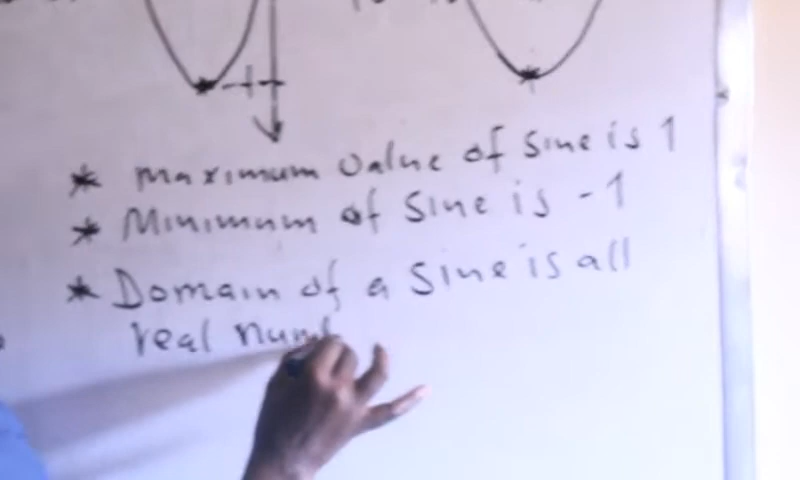 * Maximum value of sine is 1
* Minimum of sine is -1
* Domain of a sine is all
real num